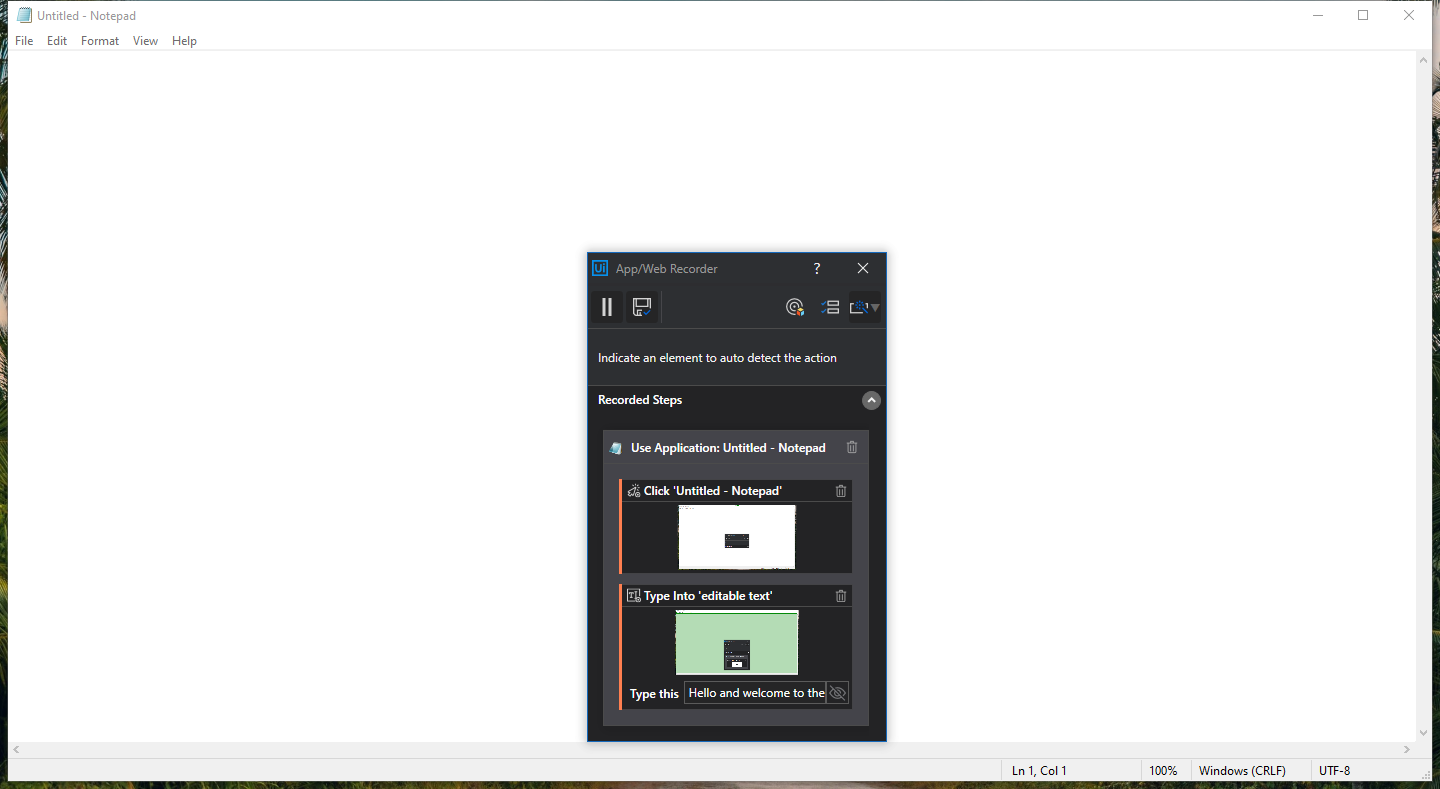 Untitled - Notepad
File Edit Format View Help
Ui App/Web Recorder ?
Indicate an element to auto detect the action
Recorded Steps
Use Application: Untitled - Notepad
Click 'Untitled - Notepad'
Type Into 'editable text'
Type this Hello and welcome to the
Ln 1, Col 1 100% Windows (CRLF) UTF-8